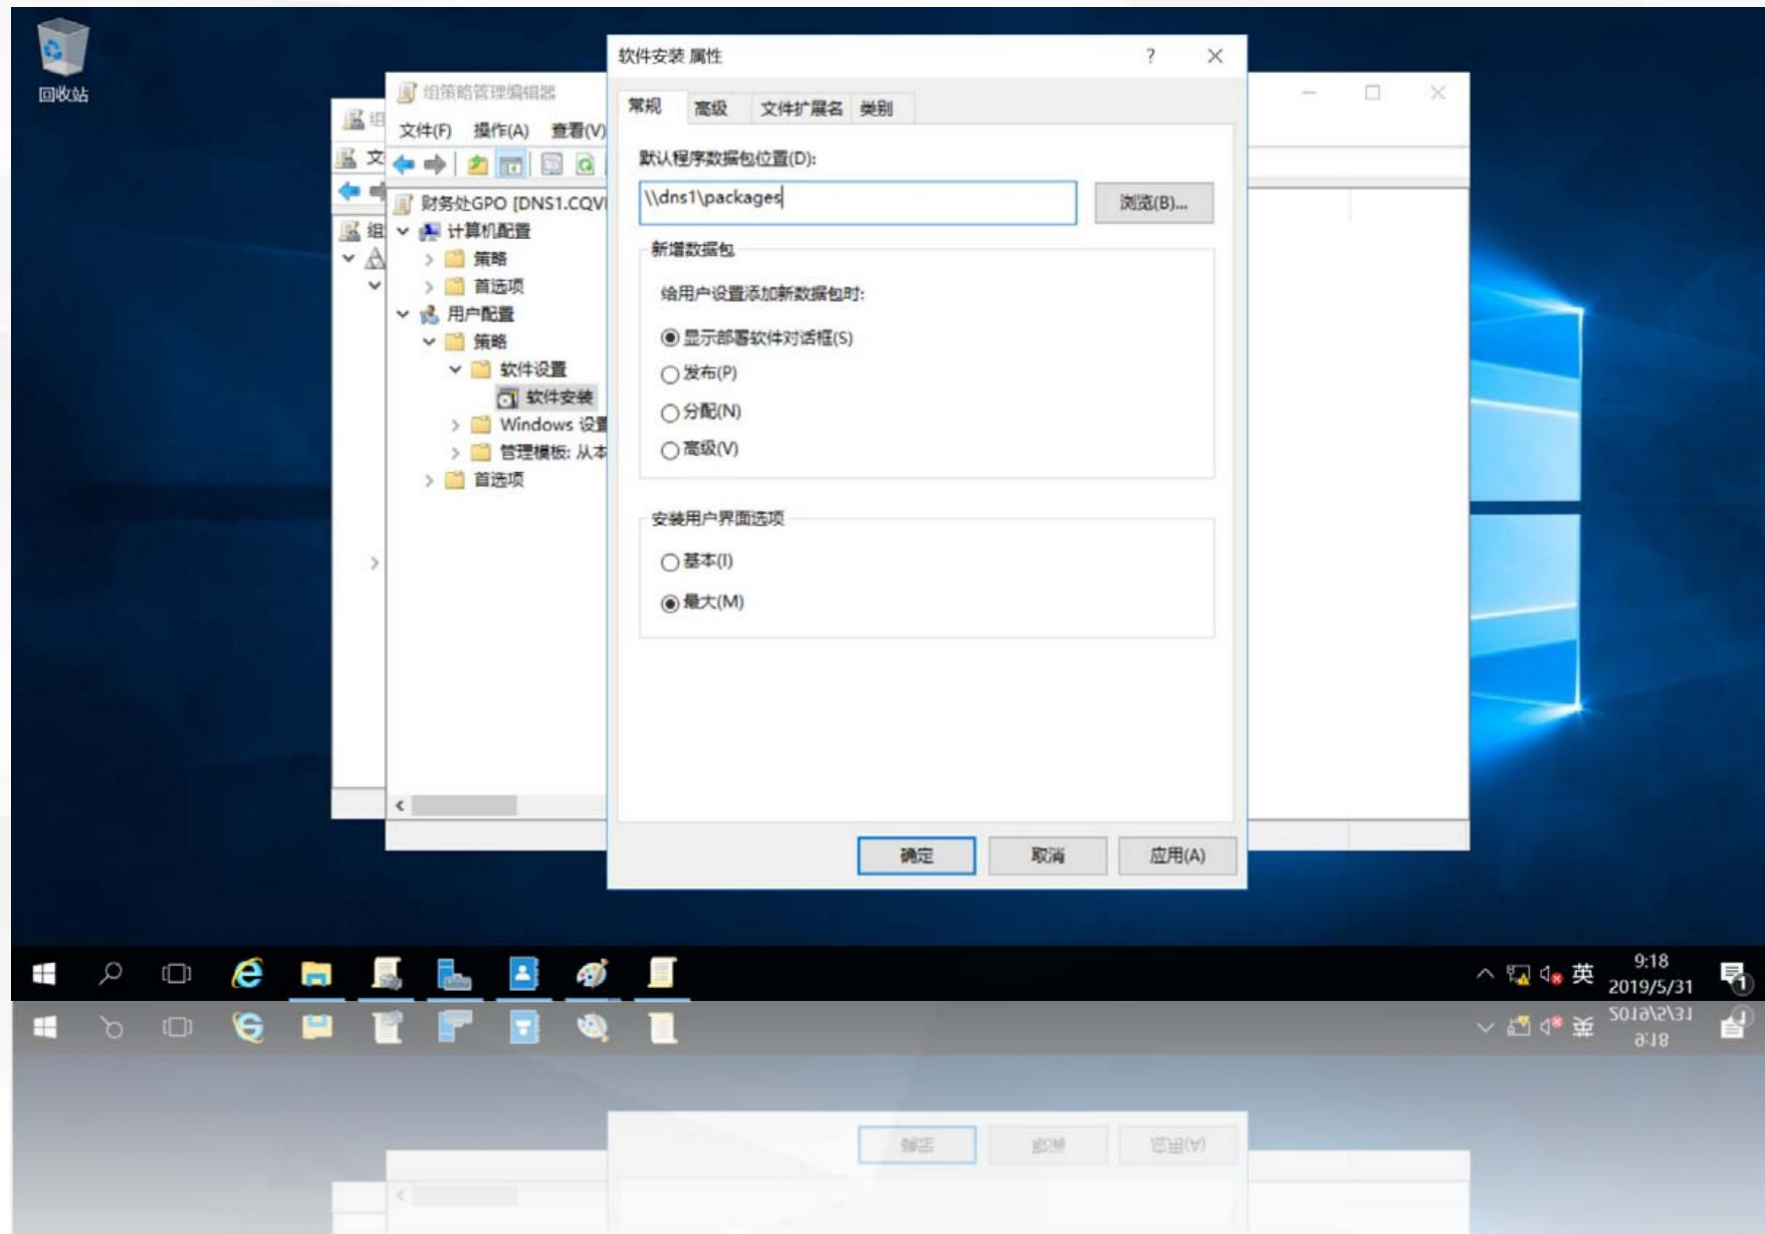 回收站
软件安装 属性
组策略管理编辑器
常规 高级 文件扩展名 类别
组
文件(F) 操作(A) 查看(V)
文
默认程序数据包位置(D):
\\dns1\packages
浏览(B)...
财务处GPO [DNS1.CQV
组
计算机配置
策略
首选项
用户配置
策略
软件设置
软件安装
Windows 设置
管理模板: 从本
首选项
新增数据包
给用户设置添加新数据包时:
显示部署软件对话框(S)
发布(P)
分配(N)
高级(V)
安装用户界面选项
基本(I)
最大(M)
确定 取消 应用(A)
英
9:18
2019/5/31
1